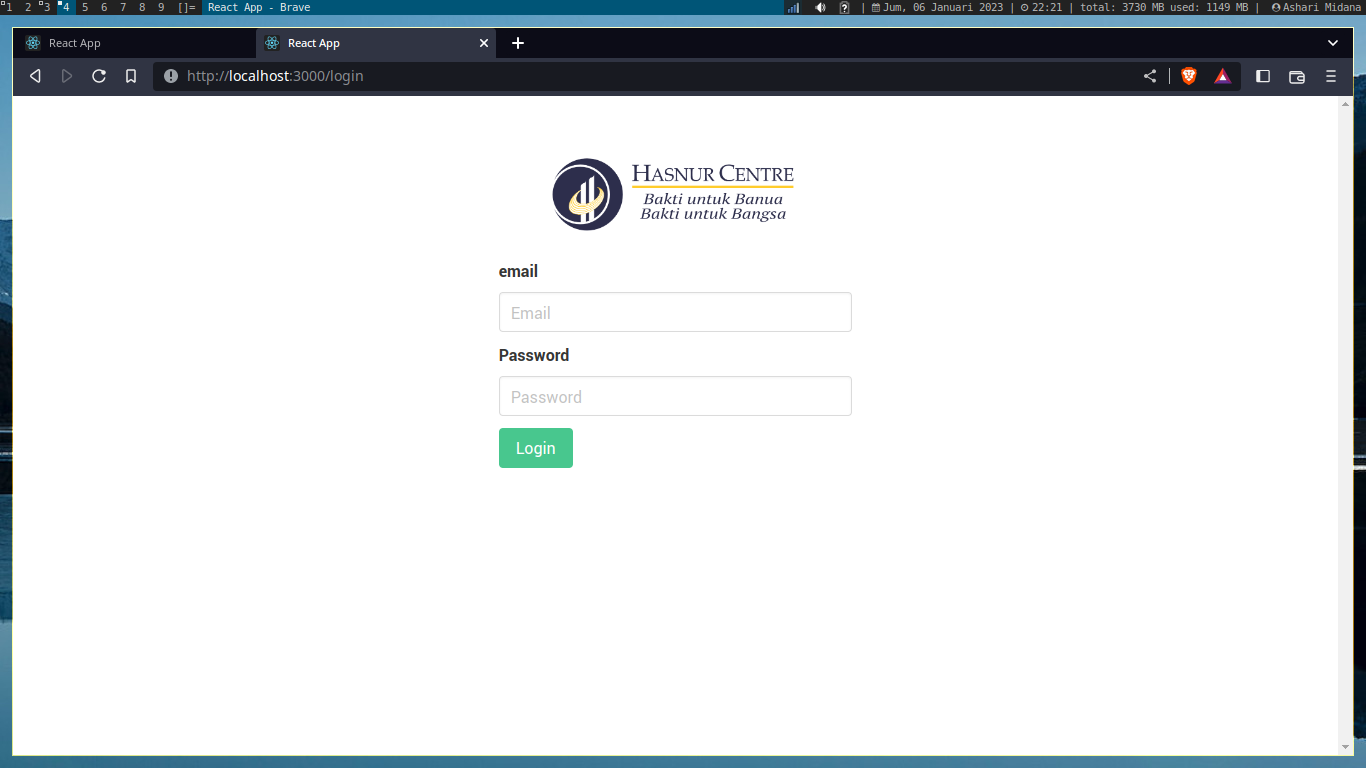 1 2 3 4 5 6 7 8 9 []= React App - Brave | Jum, 06 Januari 2023 | 22:21 | total: 3730 MB used: 1149 MB | Ashari Midana
React App React App
http://localhost:3000/login
HASNUR CENTRE
Bakti untuk Banua
Bakti untuk Bangsa
email
Email
Password
Password
Login